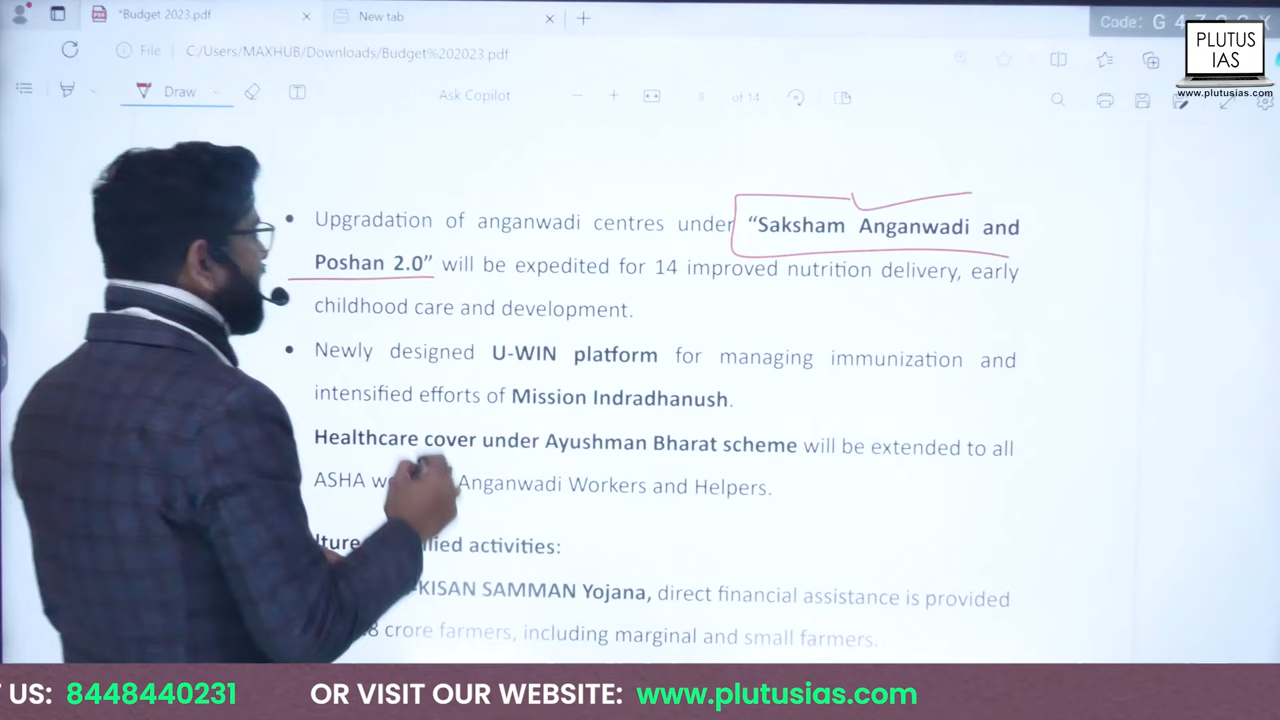 *Budget 2023.pdf
New tab
Code: G 4
PLUTUS
IAS
www.plutusias.com
File
C:/Users/MAXHUB/Downloads/Budget%202023.pdf
Draw
Ask Copilot
8 of 14
• Upgradation of anganwadi centres under “Saksham Anganwadi and
Poshan 2.0” will be expedited for 14 improved nutrition delivery, early
childhood care and development.
• Newly designed U-WIN platform for managing immunization and
intensified efforts of Mission Indradhanush.
Healthcare cover under Ayushman Bharat scheme will be extended to all
ASHA Anganwadi Workers and Helpers.
activities:
KISAN SAMMAN Yojana, direct financial assistance is provided
crore farmers, including marginal and small farmers.
US: 8448440231 OR VISIT OUR WEBSITE: www.plutusias.com